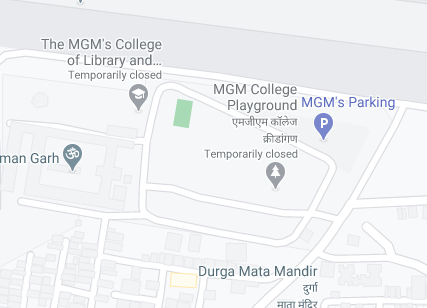 The MGM's College
of Library and...
Temporarily closed
MGM College
Playground
एमजीएम कॉलेज
क्रीडांगण
Temporarily closed
MGM's Parking
P
man Garh
ॐ
Durga Mata Mandir
दुर्गा
माता मंदिर